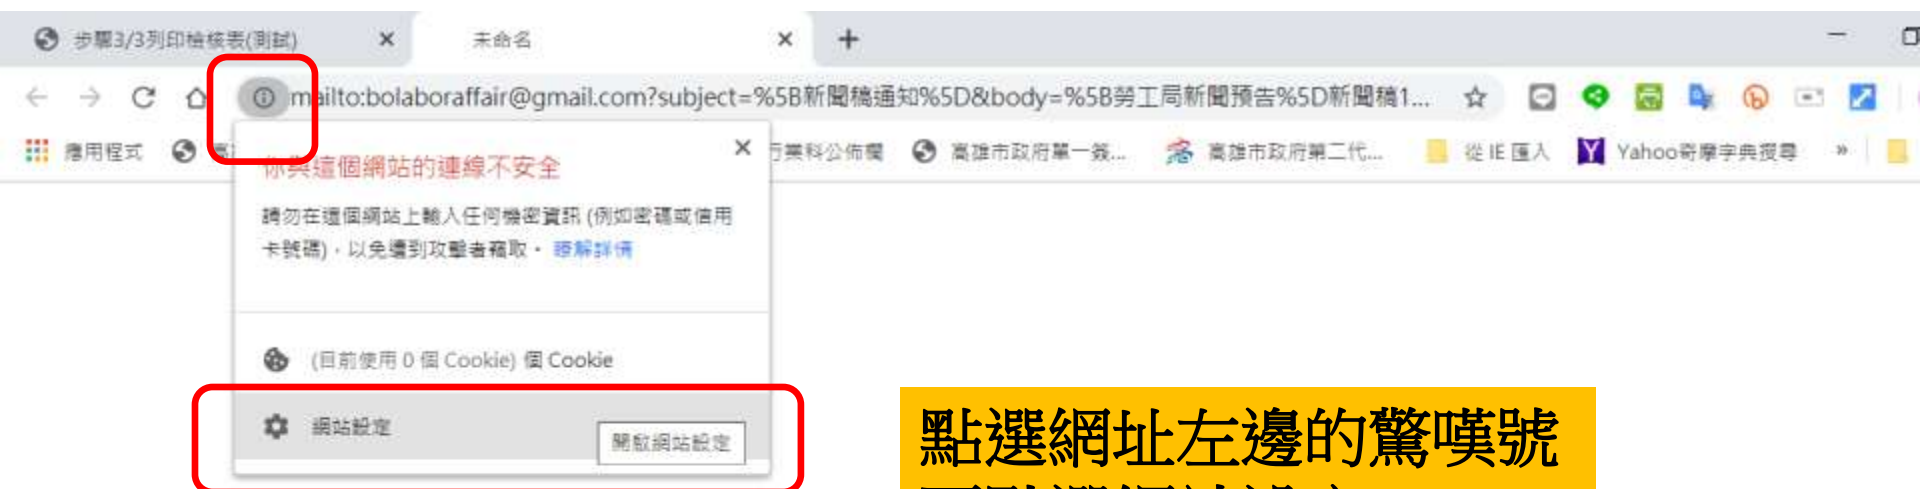 步驟3/3列印檢核表(測試)
未命名
mailto:bolaboraffair@gmail.com?subject=%5B新聞稿通知%5D&body=%5B勞工局新聞預告%5D新聞稿1...
應用程式
行業科公佈欄
高雄市政府第一簽...
高雄市政府第二代...
從 IE 匯入
Yahoo奇摩字典搜尋
»
你與這個網站的連線不安全
請勿在這個網站上輸入任何機密資訊 (例如密碼或信用
卡號碼)，以免遭到攻擊者竊取。 瞭解詳情
(目前使用 0 個 Cookie) 個 Cookie
網站設定
開啟網站設定
點選網址左邊的驚嘆號